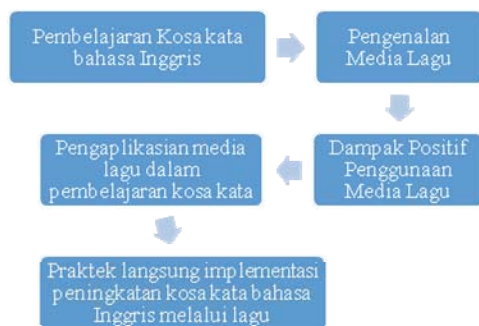 Pembelajaran Kosa kata
bahasa Inggris
Pengenalan
Media Lagu
Dampak Positif
Penggunaan
Media Lagu
Pengaplikasian media
lagu dalam
pembelajaran kosa kata
Praktek langsung implementasi
peningkatan kosa kata bahasa
Inggris melalui lagu